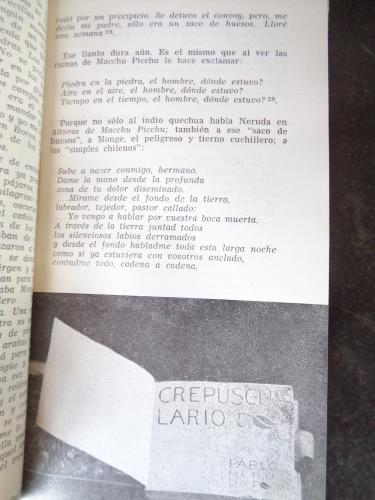 rodó por un precipicio. Se detuvo el convoy, pero, me
decía mi padre, sólo era un saco de huesos. Lloré
una semana 28.
Ese llanto dura aún. Es el mismo que al ver las
ruinas de Macchu Picchu le hace exclamar:
Piedra en la piedra, el hombre, dónde estuvo?
Aire en el aire, el hombre, dónde estuvo?
Tiempo en el tiempo, el hombre, dónde estuvo? 29.
Porque no sólo al indio quechua habla Neruda en
Alturas de Macchu Picchu; también a ese "saco de
huesos", a Monge, el peligroso y tierno cuchillero; a
los "simples chilenos":
Sube a nacer conmigo, hermano.
Dame la mano desde la profunda
zona de tu dolor diseminado.
...Mírame desde el fondo de la tierra,
labrador, tejedor, pastor callado:
...Yo vengo a hablar por vuestra boca muerta.
A través de la tierra juntad todos
los silenciosos labios derramados
y desde el fondo habladme toda esta larga noche
como si ya estuviera con vosotros anclado,
contadme todo, cadena a cadena,
CREPUSCU
LARIO
PABLO
NERU
DA